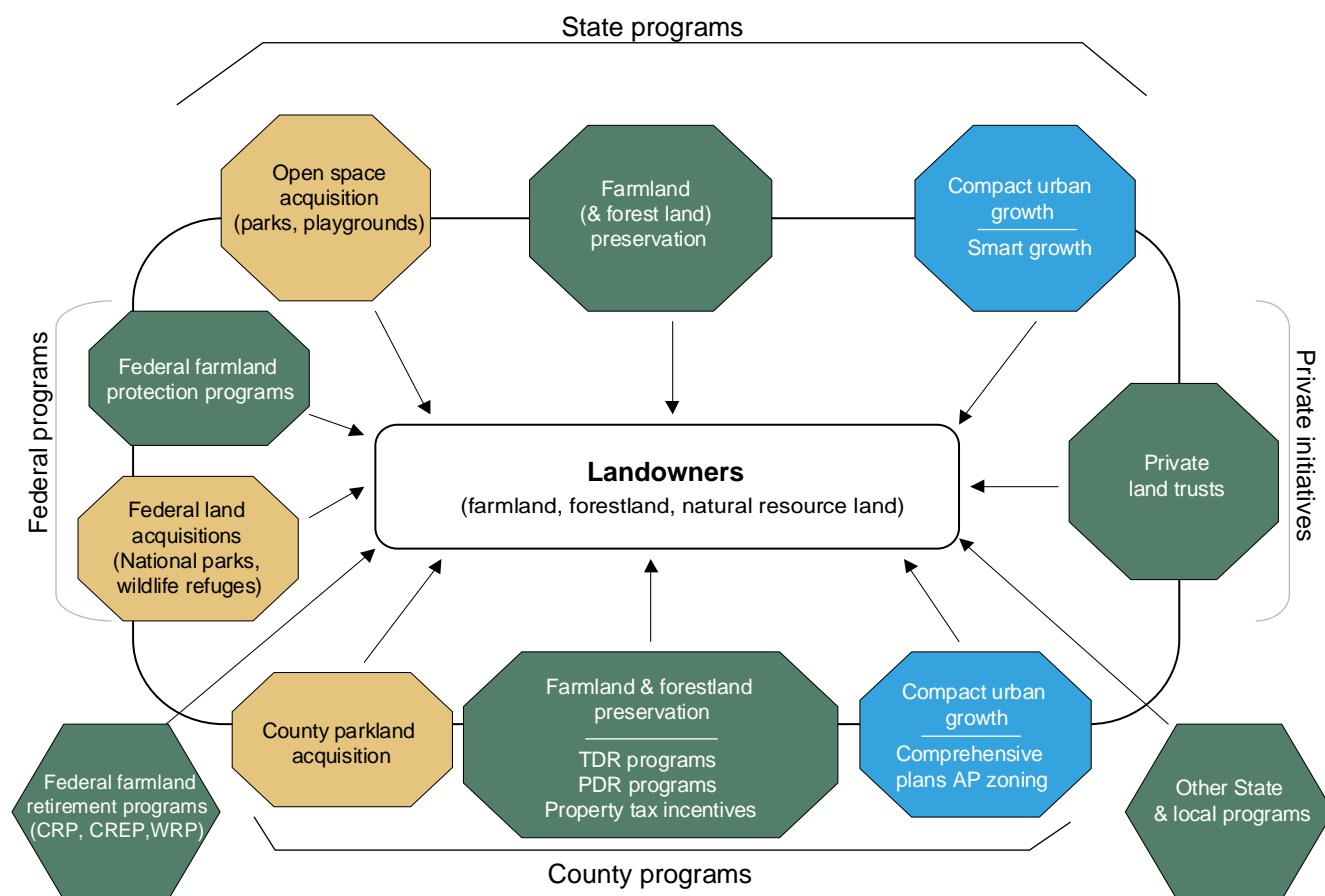 State programs
Open space
acquisition
(parks, playgrounds)
Farmland
(& forest land)
preservation
Compact urban
growth
Smart growth
Federal programs
Federal farmland
protection programs
Federal land
acquisitions
(National parks,
wildlife refuges)
Landowners
(farmland, forestland, natural resource land)
Private
land trusts
Private initiatives
Federal farmland
retirement programs
(CRP, CREP,WRP)
County parkland
acquisition
Farmland & forestland
preservation
TDR programs
PDR programs
Property tax incentives
Compact urban
growth
Comprehensive
plans AP zoning
Other State
& local programs
County programs